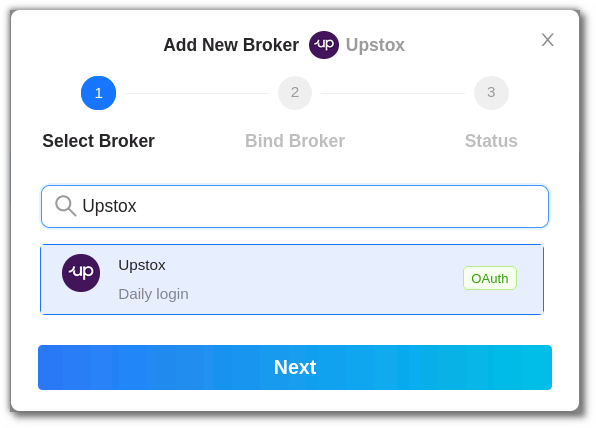 Add New Broker up Upstox X
1 2 3
Select Broker Bind Broker Status
Upstox
up Upstox OAuth
Daily login
Next